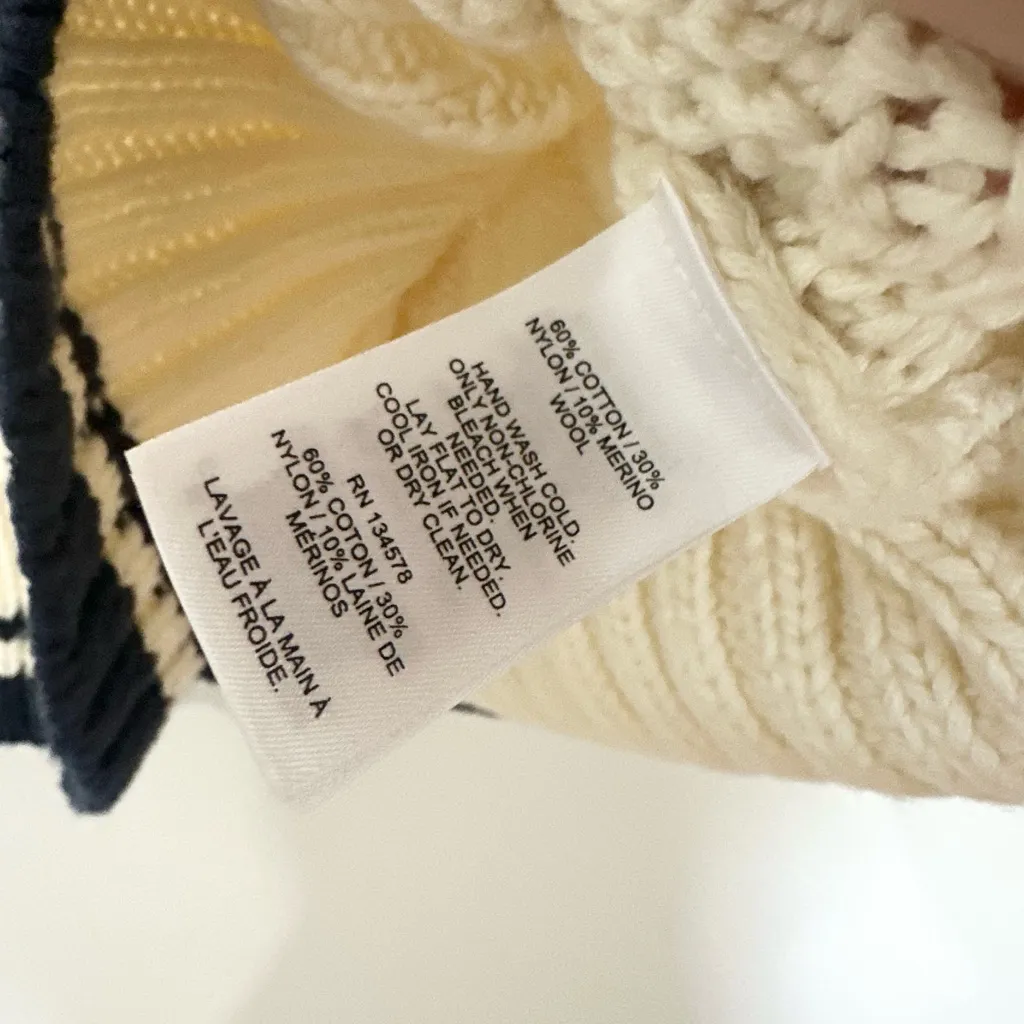 60% COTTON / 30%
NYLON / 10% MERINO
WOOL
HAND WASH COLD.
ONLY NON-CHLORINE
BLEACH WHEN
NEEDED.
LAY FLAT TO DRY.
COOL IRON IF NEEDED.
OR DRY CLEAN.
RN 134578
60% COTON / 30%
NYLON / 10% LAINE DE
MÉRINOS
LAVAGE À LA MAIN À
L'EAU FROIDE.